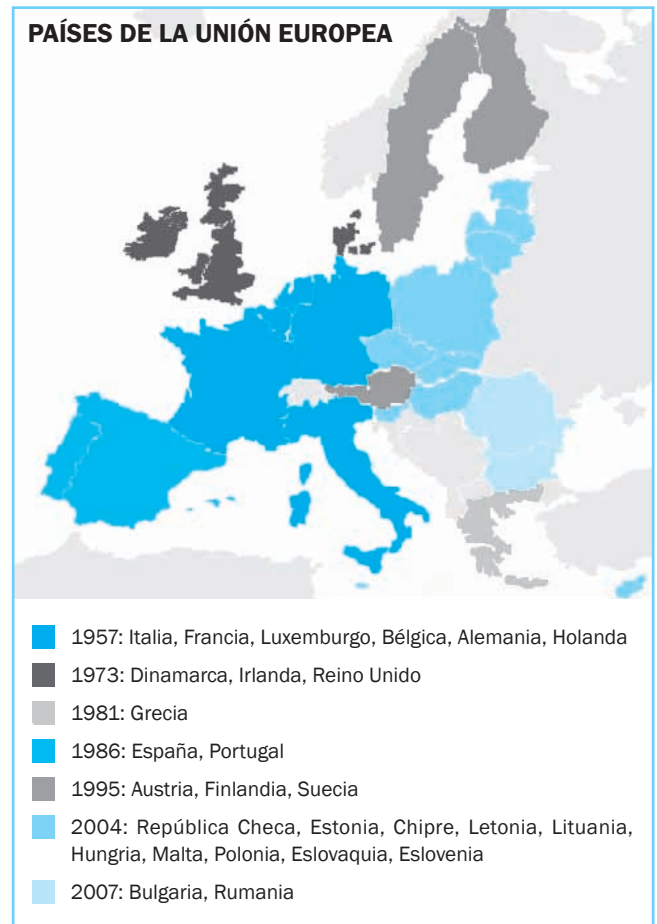 PAÍSES DE LA UNIÓN EUROPEA
1957: Italia, Francia, Luxemburgo, Bélgica, Alemania, Holanda
1973: Dinamarca, Irlanda, Reino Unido
1981: Grecia
1986: España, Portugal
1995: Austria, Finlandia, Suecia
2004: República Checa, Estonia, Chipre, Letonia, Lituania,
Hungria, Malta, Polonia, Eslovaquia, Eslovenia
2007: Bulgaria, Rumania